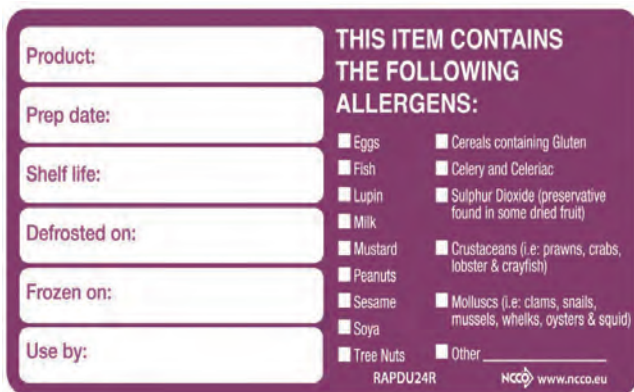 Product:
Prep date:
Shelf life:
Defrosted on:
Frozen on:
Use by:
THIS ITEM CONTAINS
THE FOLLOWING
ALLERGENS:
Eggs
Fish
Lupin
Milk
Mustard
Peanuts
Sesame
Soya
Tree Nuts
Cereals containing Gluten
Celery and Celeriac
Sulphur Dioxide (preservative
found in some dried fruit)
Crustaceans (i.e: prawns, crabs,
lobster & crayfish)
Molluscs (i.e: clams, snails,
mussels, whelks, oysters & squid)
Other
RAPDU24R
NCCO www.ncco.eu